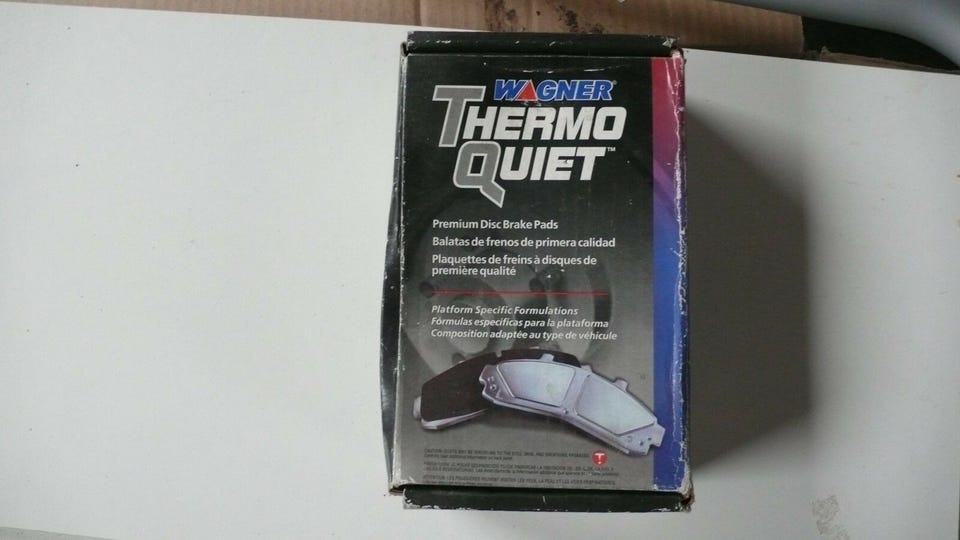 WAGNER®
THERMO
QUIET™
Premium Disc Brake Pads
Balatas de frenos de primera calidad
Plaquettes de freins à disques de
première qualité
Platform Specific Formulations
Fórmulas específicas para la plataforma
Composition adaptée au type de véhicule